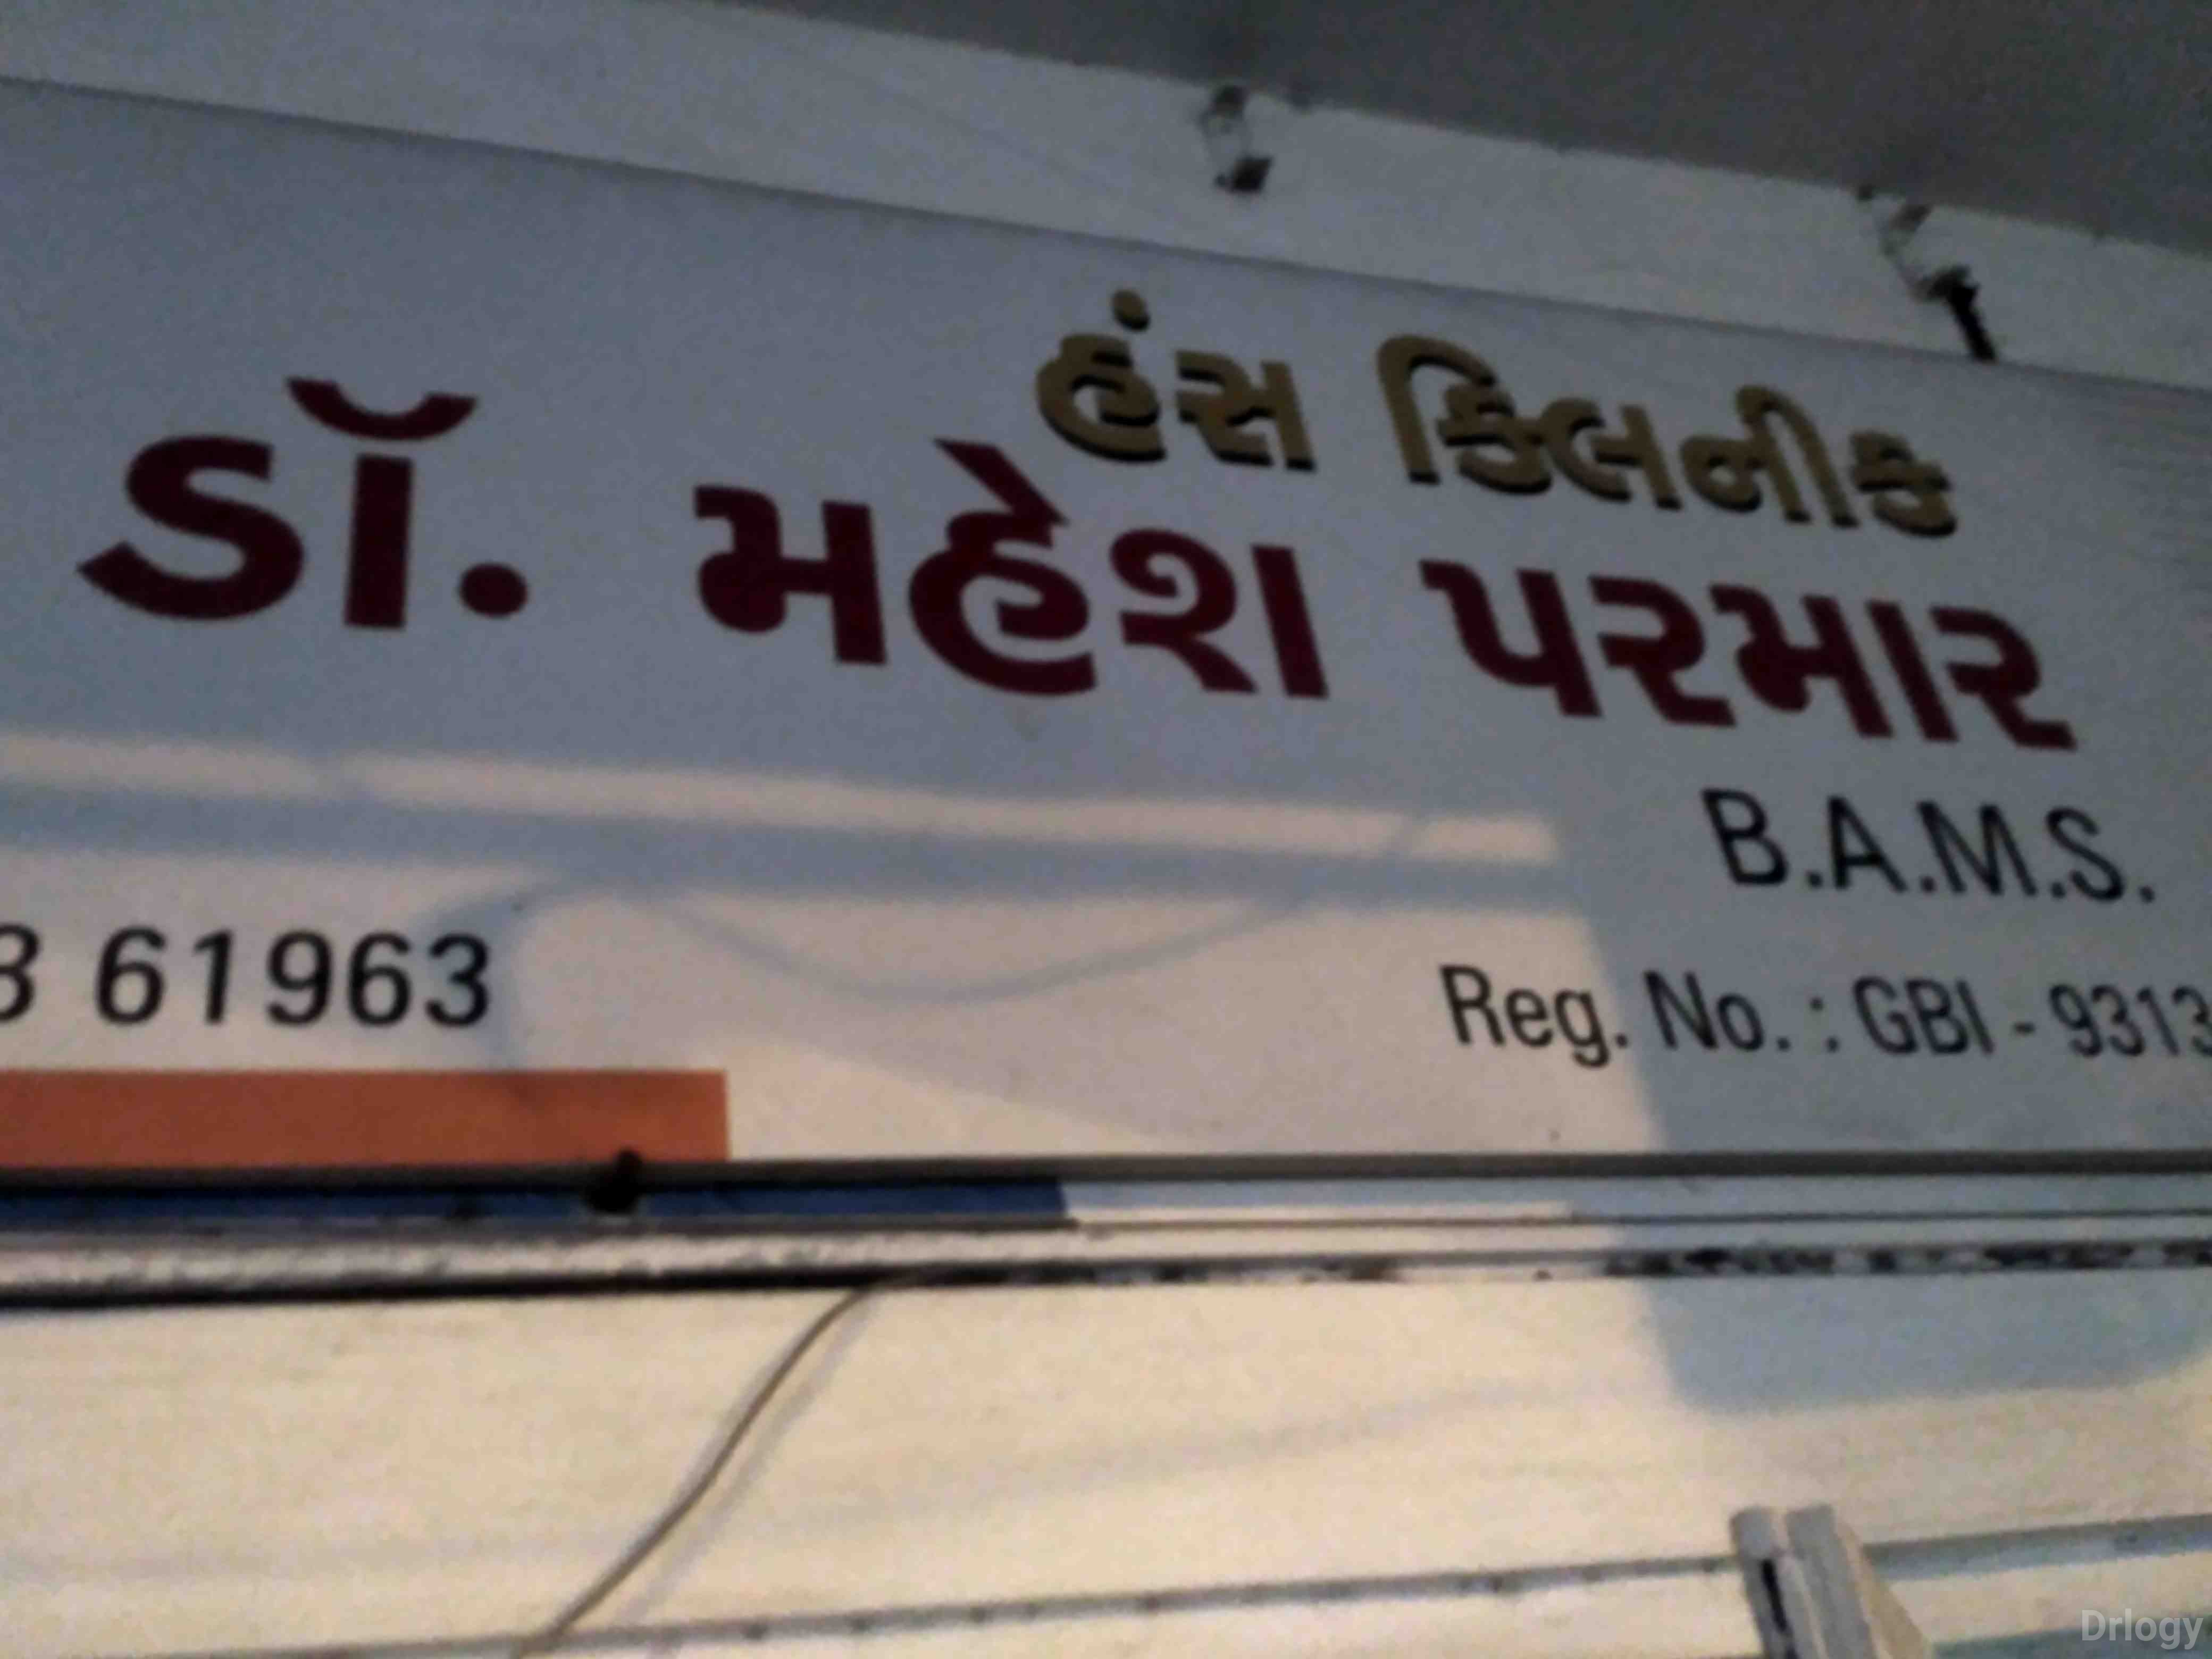 હંસ ક્લિનીક
ડૉ. મહેશ પરમાર
B.A.M.S.
61963
Reg. No. : GBI - 9313
Drlogy